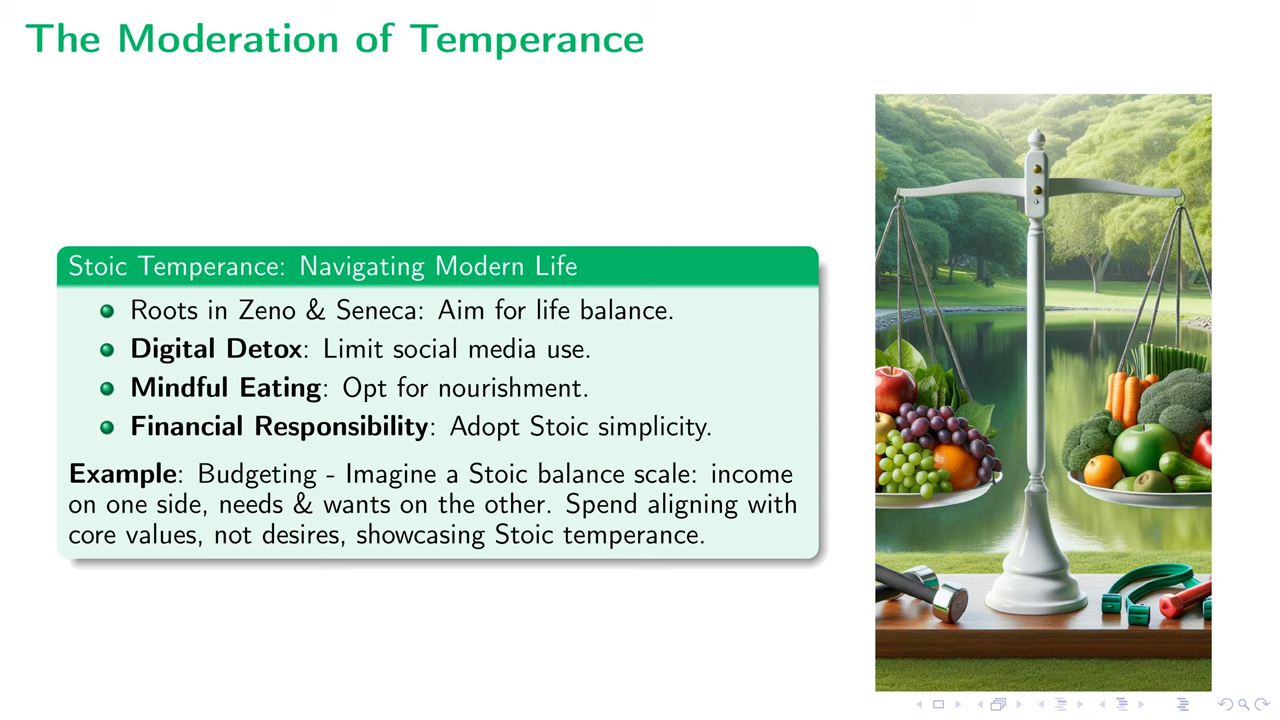 The Moderation of Temperance
Stoic Temperance: Navigating Modern Life
Roots in Zeno & Seneca: Aim for life balance.
Digital Detox: Limit social media use.
Mindful Eating: Opt for nourishment.
Financial Responsibility: Adopt Stoic simplicity.
Example: Budgeting - Imagine a Stoic balance scale: income
on one side, needs & wants on the other. Spend aligning with
core values, not desires, showcasing Stoic temperance.